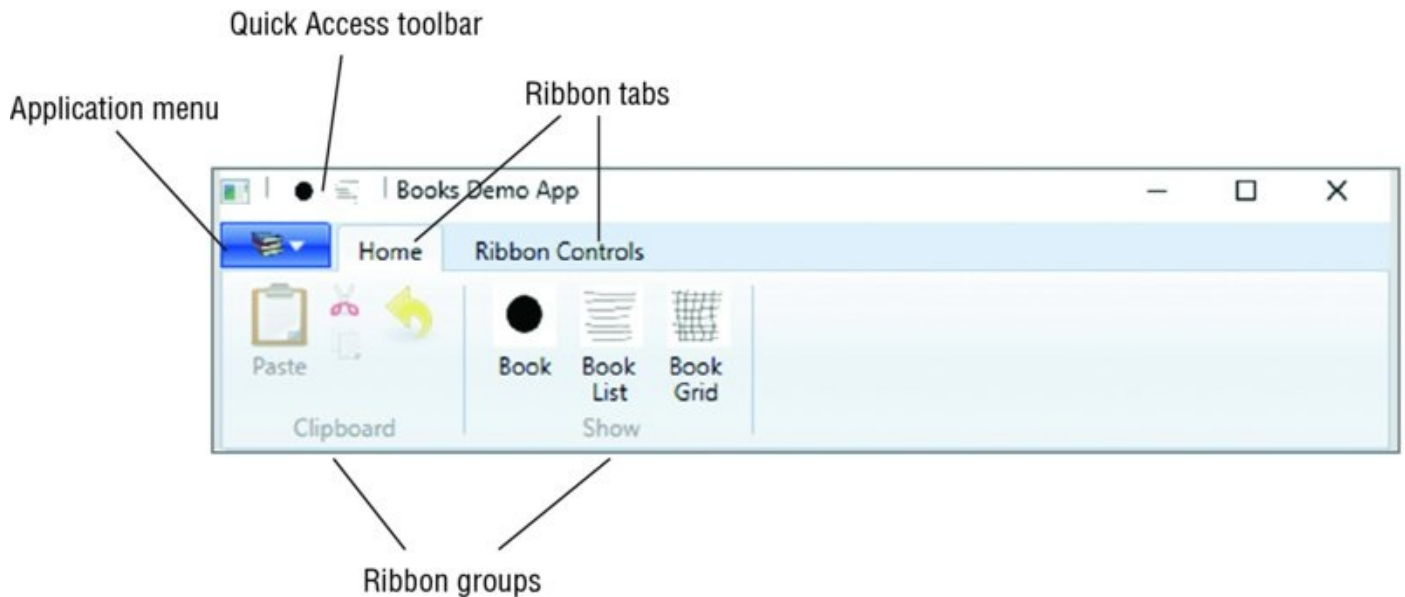 Quick Access toolbar
Application menu
Ribbon tabs
Books Demo App
Home
Ribbon Controls
Paste
Book
Book
List
Book
Grid
Clipboard
Show
Ribbon groups